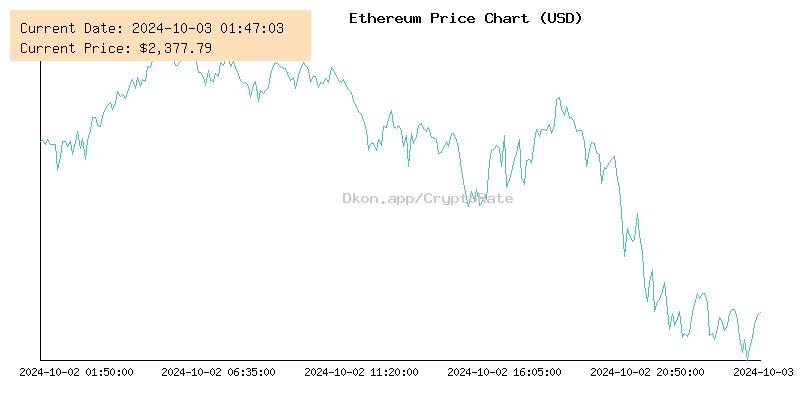 Ethereum Price Chart (USD)
Current Date: 2024-10-03 01:47:03
Current Price: $2,377.79
Dkon.app/CryptoRate
2024-10-02 01:50:00 2024-10-02 06:35:00 2024-10-02 11:20:00 2024-10-02 16:05:00 2024-10-02 20:50:00 2024-10-03